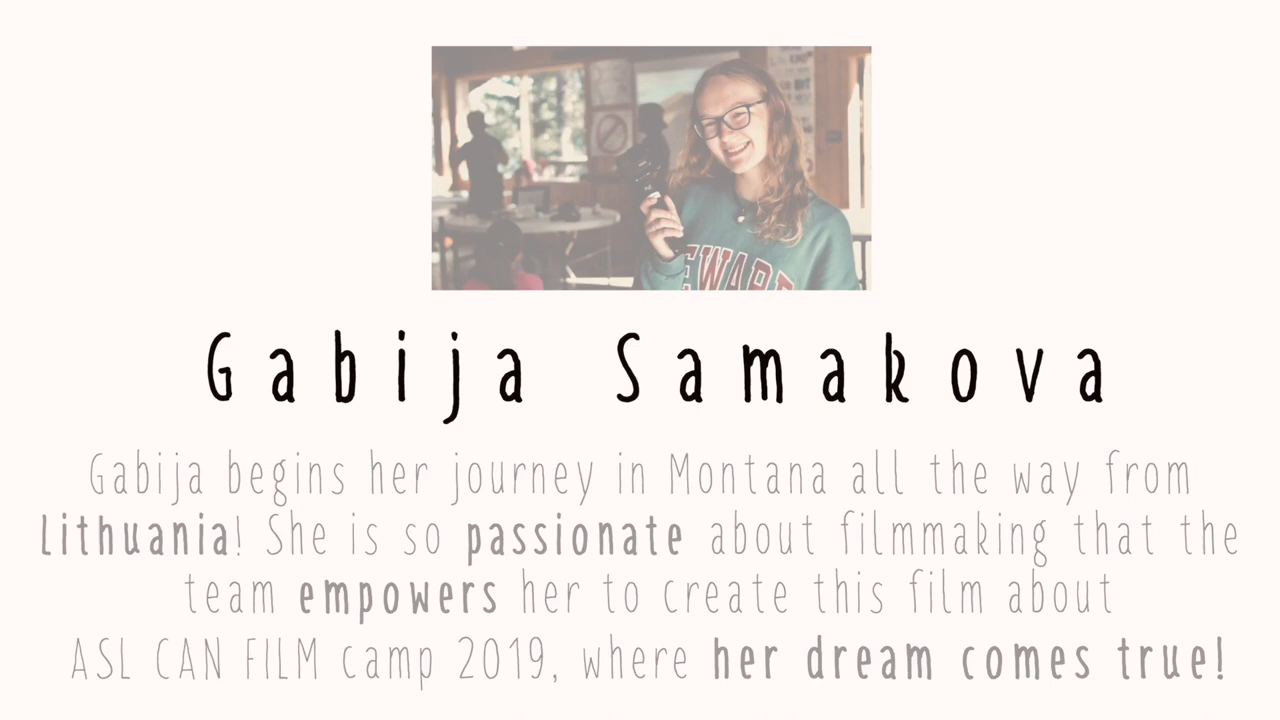 EWARD
Gabija Samakova
Gabija begins her journey in Montana all the way from
Lithuania! She is so passionate about filmmaking that the
team empowers her to create this film about
ASL CAN FILM camp 2019, where her dream comes true!